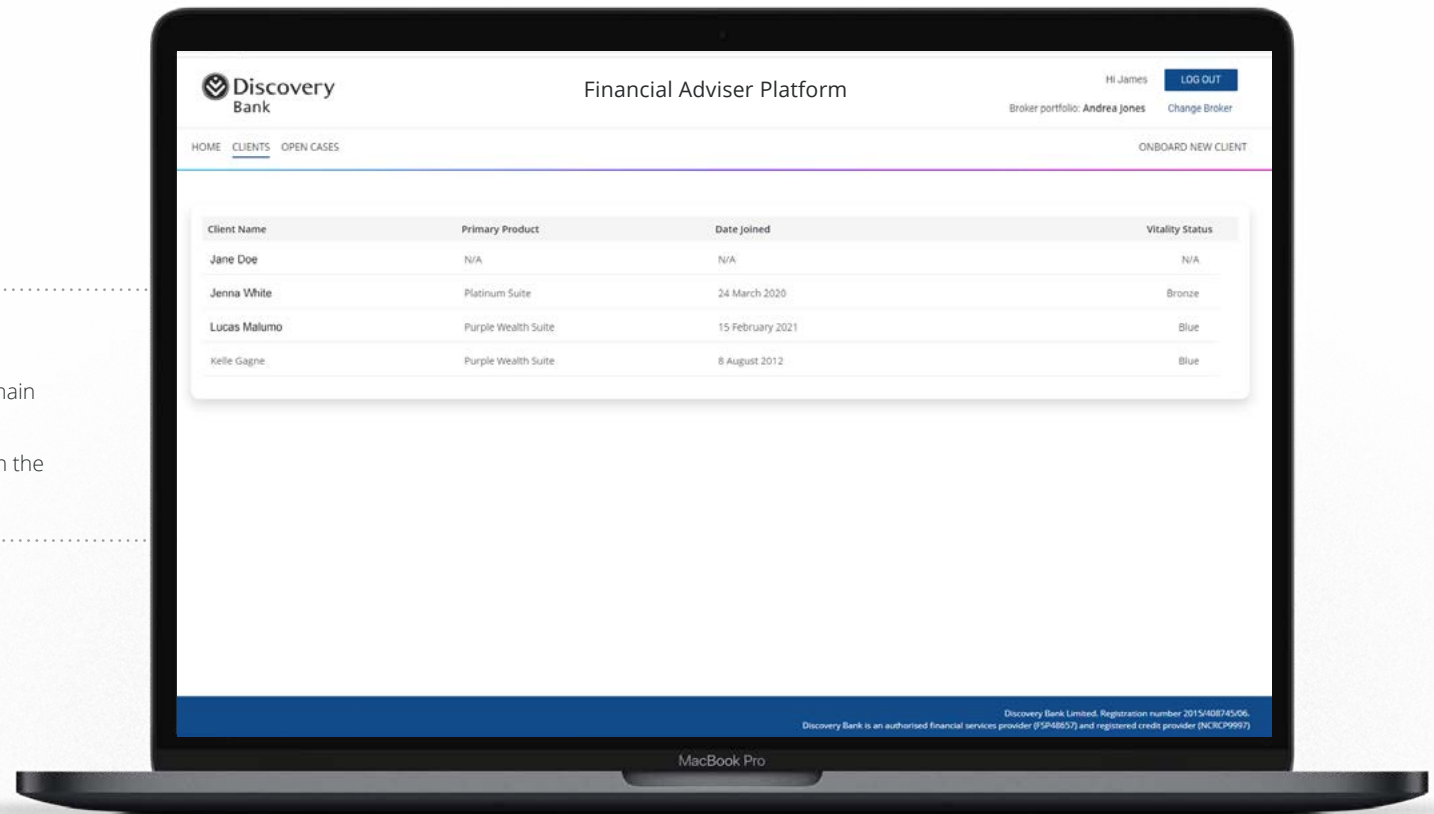 Discovery
Bank
Financial Adviser Platform
Hi James
LOG OUT
Broker portfolio: Andrea Jones
Change Broker
HOME CLIENTS OPEN CASES
ONBOARD NEW CLIENT
Client Name Primary Product Date Joined Vitality Status
Jane Doe N/A N/A N/A
Jenna White Platinum Suite 24 March 2020 Bronze
Lucas Malumo Purple Wealth Suite 15 February 2021 Blue
Kelle Gagne Purple Wealth Suite 8 August 2012 Blue
the
Discovery Bank Limited. Registration number 2015/408745/06.
Discovery Bank is an authorised financial services provider (FSP48657) and registered credit provider (NCRCP9997)
MacBook Pro